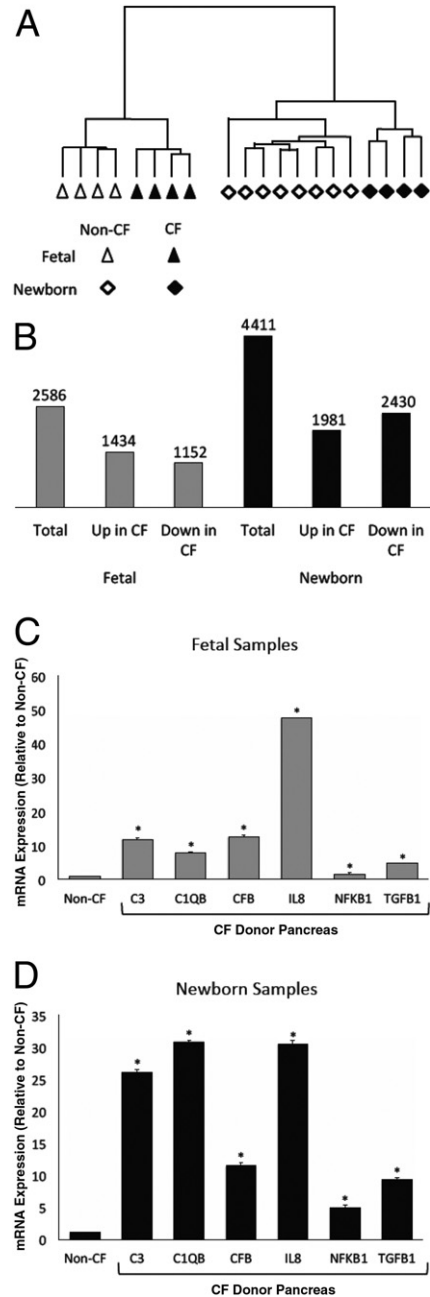 A
Non-CF CF
Fetal
Newborn
B
2586
1434
1152
4411
1981
2430
Total Up in CF Down in CF Total Up in CF Down in CF
Fetal Newborn
C
Fetal Samples
mRNA Expression (Relative to Non-CF)
60
50
40
30
20
10
0
* * * * * *
Non-CF C3 C1QB CFB IL8 NFKB1 TGFB1
CF Donor Pancreas
D
Newborn Samples
mRNA Expression (Relative to Non-CF)
35
30
25
20
15
10
5
0
* * * * * *
Non-CF C3 C1QB CFB IL8 NFKB1 TGFB1
CF Donor Pancreas